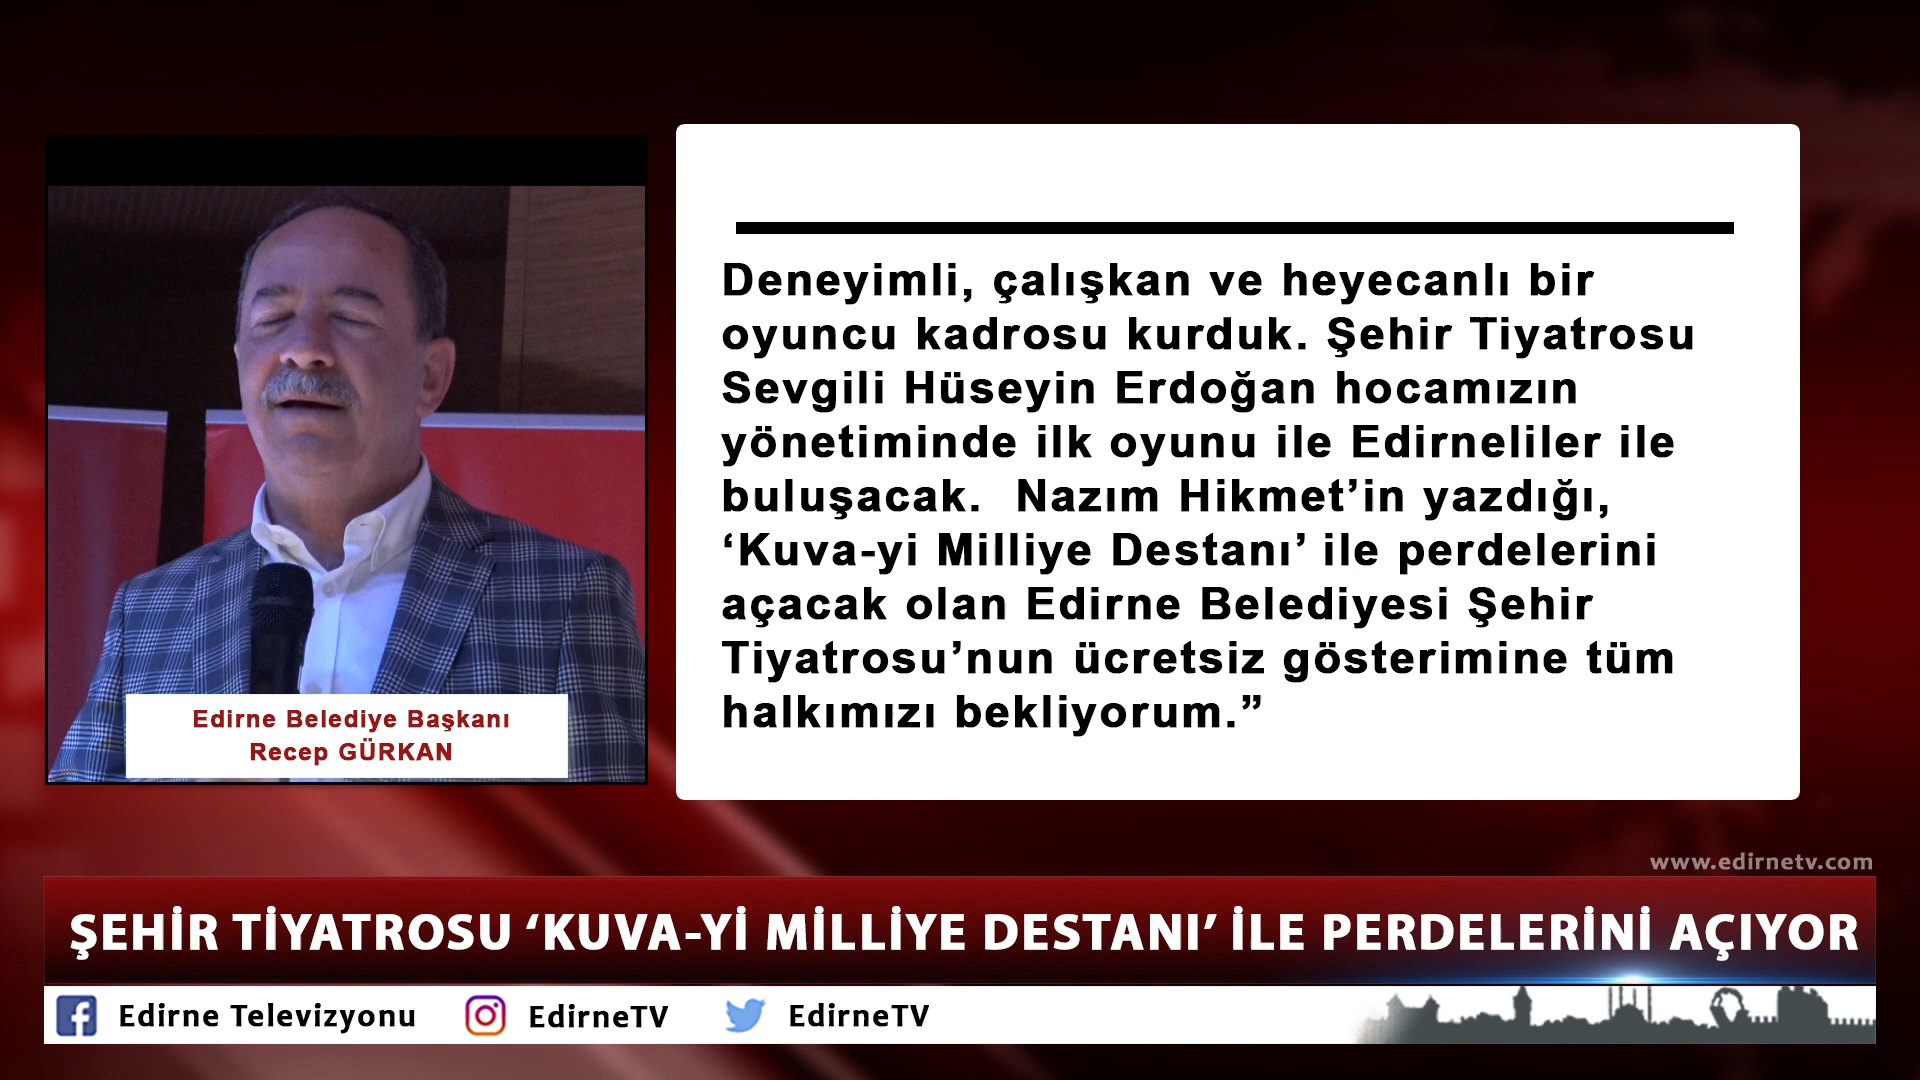 Deneyimli, çalışkan ve heyecanlı bir
oyuncu kadrosu kurduk. Şehir Tiyatrosu
Sevgili Hüseyin Erdoğan hocamızın
yönetiminde ilk oyunu ile Edirneliler ile
buluşacak.  Nazım Hikmet’in yazdığı,
‘Kuva-yi Milliye Destanı’ ile perdelerini
açacak olan Edirne Belediyesi Şehir
Tiyatrosu’nun ücretsiz gösterimine tüm
halkımızı bekliyorum.”
Edirne Belediye Başkanı
Recep GÜRKAN
www.edirnetv.com
ŞEHİR TİYATROSU ‘KUVA-Yİ MİLLİYE DESTANI’ İLE PERDELERİNİ AÇIYOR
Edirne Televizyonu EdirneTV EdirneTV